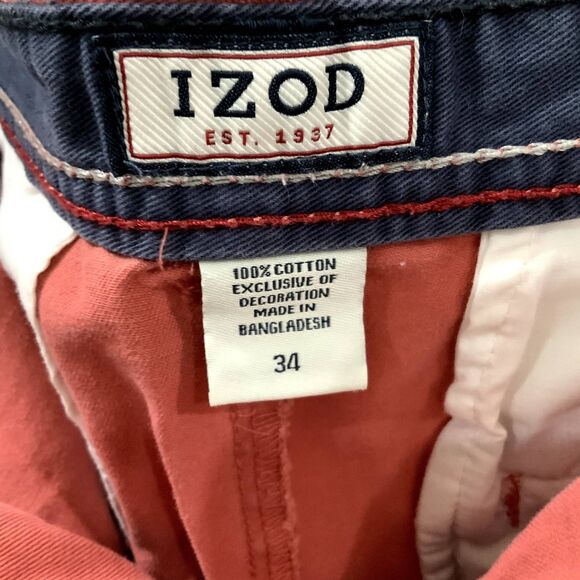 IZOD
EST. 1937
100% COTTON
EXCLUSIVE OF
DECORATION
MADE IN
BANGLADESH
34